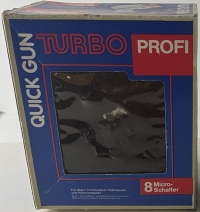 QUICK GUN
TURBO
PROFI
8 Micro-
Schalter